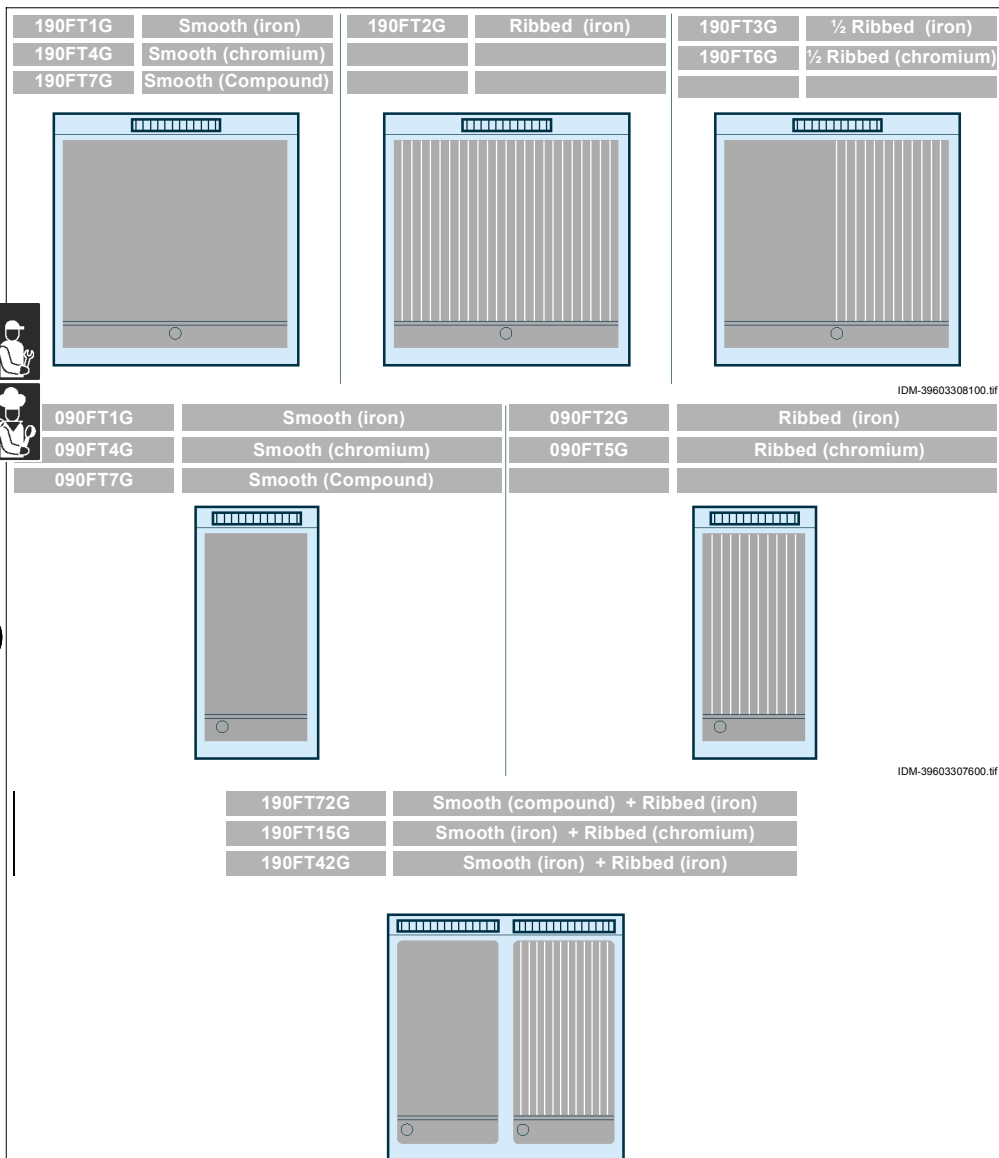 190FT1G Smooth (iron) 190FT2G Ribbed (iron) 190FT3G ½ Ribbed (iron)
190FT4G Smooth (chromium) 190FT6G ½ Ribbed (chromium)
190FT7G Smooth (Compound)
IDM-39603308100.tif
090FT1G Smooth (iron) 090FT2G Ribbed (iron)
090FT4G Smooth (chromium) 090FT5G Ribbed (chromium)
090FT7G Smooth (Compound)
IDM-39603307600.tif
190FT72G Smooth (compound) + Ribbed (iron)
190FT15G Smooth (iron) + Ribbed (chromium)
190FT42G Smooth (iron) + Ribbed (iron)